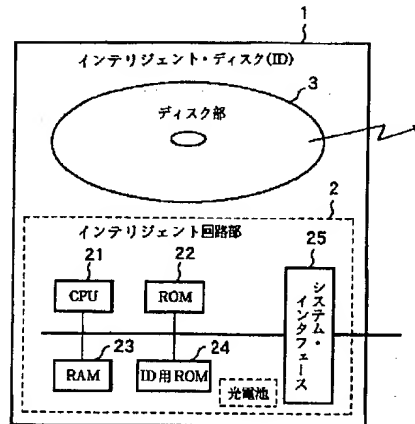 1
インテリジェント・ディスク(ID)
3
ディスク部
2
インテリジェント回路部
21
22
25
CPU
ROM
システム・インタフェース
23
24
RAM
ID用ROM
光電池